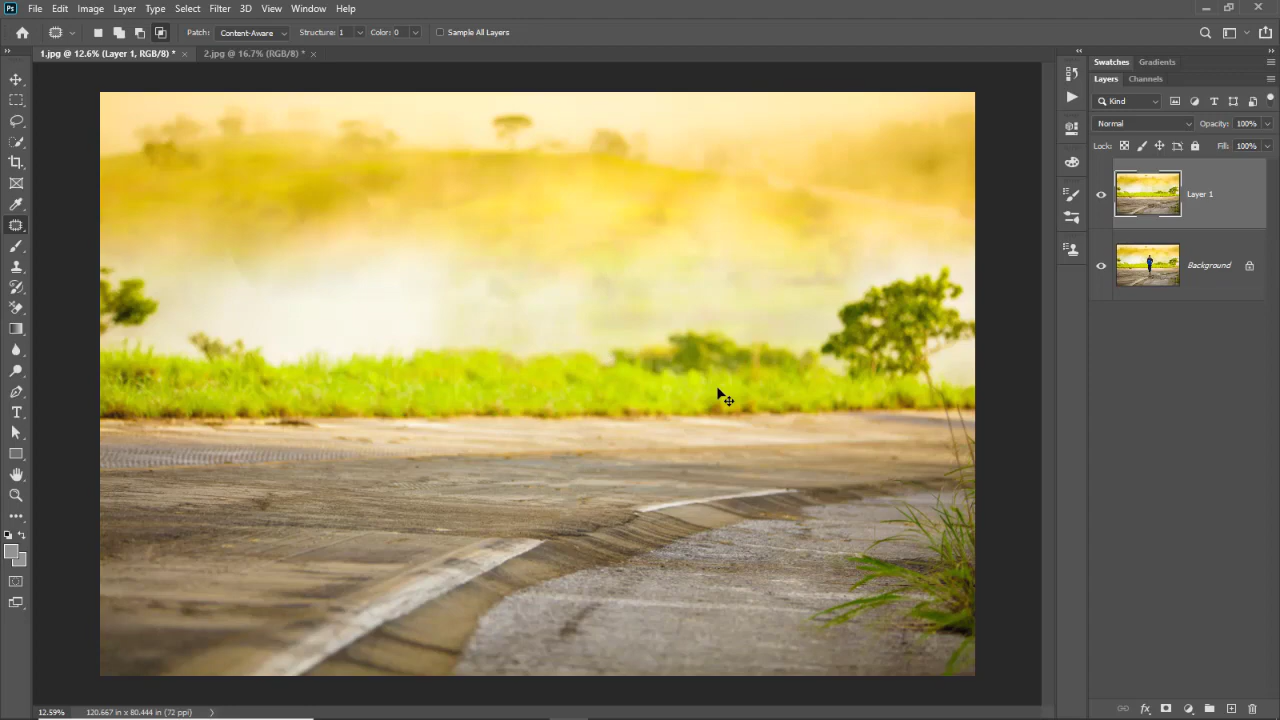 Ps File Edit Image Layer Type Select Filter 3D View Plugins Window Help
Patch: Content-Aware Structure: 1 Color: 0 Sample All Layers
1.jpg @ 12.6% (Layer 1, RGB/8) * × 2.jpg @ 16.7% (RGB/8) * ×
Swatches Gradients
Layers Channels
Kind
Normal Opacity: 100%
Lock: Fill: 100%
Layer 1
Background
12.59% 120.667 in x 80.444 in (72 ppi)